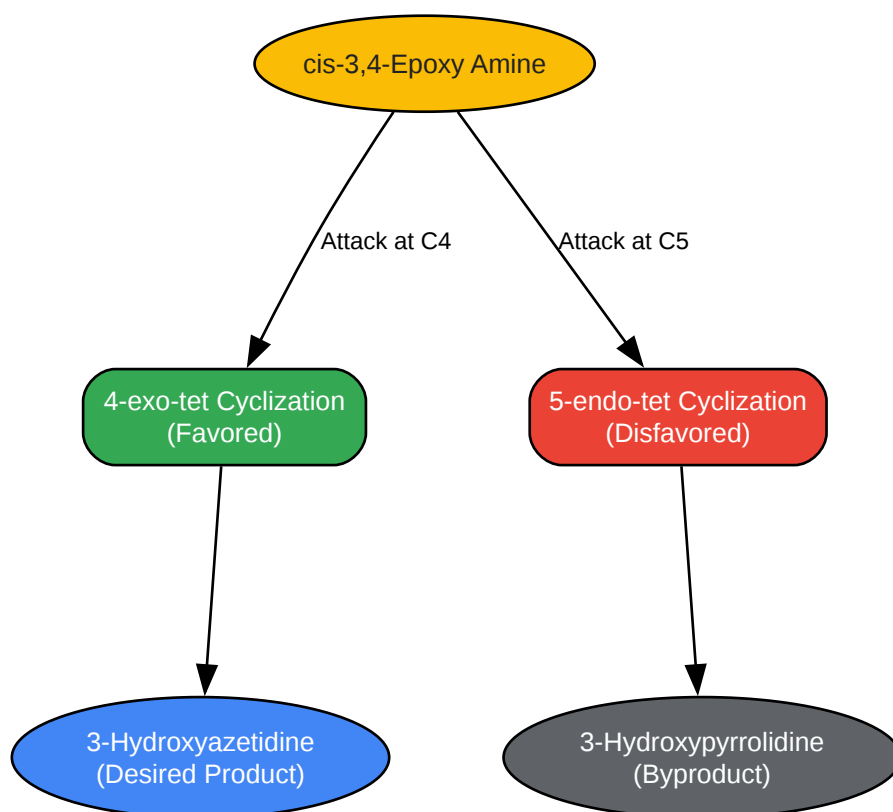 cis-3,4-Epoxy Amine
Attack at C4
Attack at C5
4-exo-tet Cyclization
(Favored)
5-endo-tet Cyclization
(Disfavored)
3-Hydroxyazetidine
(Desired Product)
3-Hydroxypyrrolidine
(Byproduct)